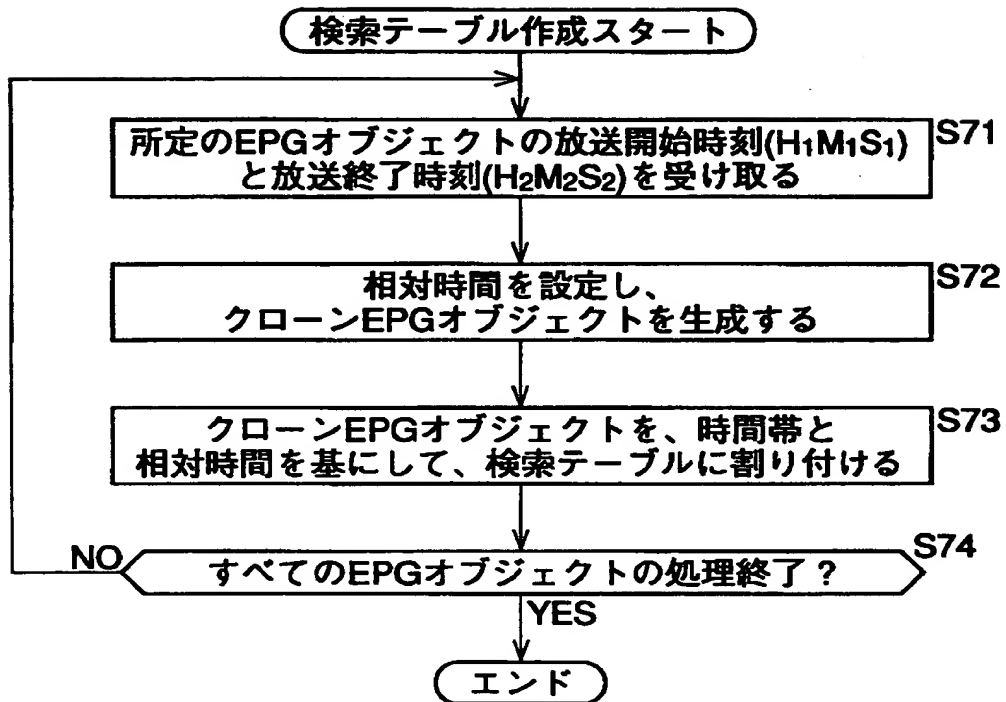 検索テーブル作成スタート
所定のEPGオブジェクトの放送開始時刻(H1M1S1)
と放送終了時刻(H2M2S2)を受け取る
S71
相対時間を設定し、
クローンEPGオブジェクトを生成する
S72
クローンEPGオブジェクトを、時間帯と
相対時間を基にして、検索テーブルに割り付ける
S73
NO
すべてのEPGオブジェクトの処理終了？
S74
YES
エンド